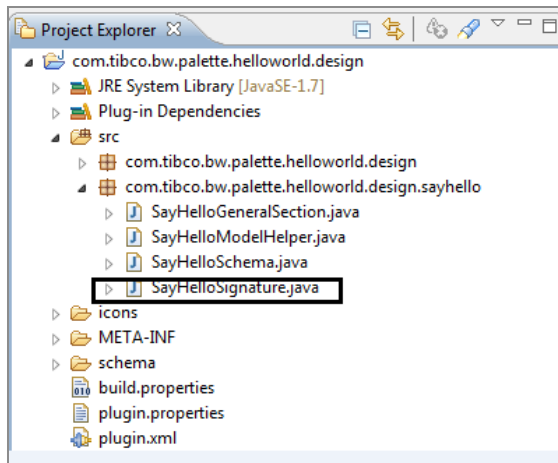 Project Explorer
com.tibco.bw.palette.helloworld.design
JRE System Library [JavaSE-1.7]
Plug-in Dependencies
src
com.tibco.bw.palette.helloworld.design
com.tibco.bw.palette.helloworld.design.sayhello
SayHelloGeneralSection.java
SayHelloModelHelper.java
SayHelloSchema.java
SayHelloSignature.java
icons
META-INF
schema
build.properties
plugin.properties
plugin.xml